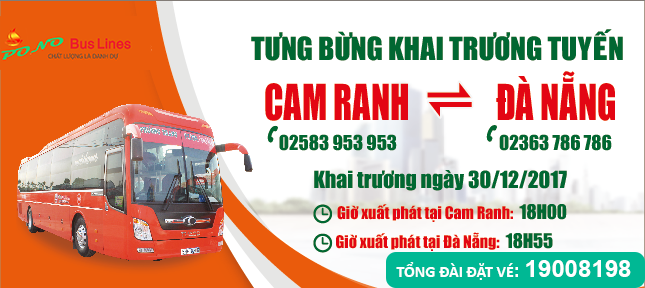 PO.NO Bus Lines
CHẤT LƯỢNG LÀ DANH DỰ
TƯNG BỪNG KHAI TRƯƠNG TUYẾN
CAM RANH ⇌ ĐÀ NẴNG
02583 953 953 02363 786 786
Khai trương ngày 30/12/2017
Giờ xuất phát tại Cam Ranh: 18H00
Giờ xuất phát tại Đà Nẵng: 18H55
TỔNG ĐÀI ĐẶT VÉ: 19008198